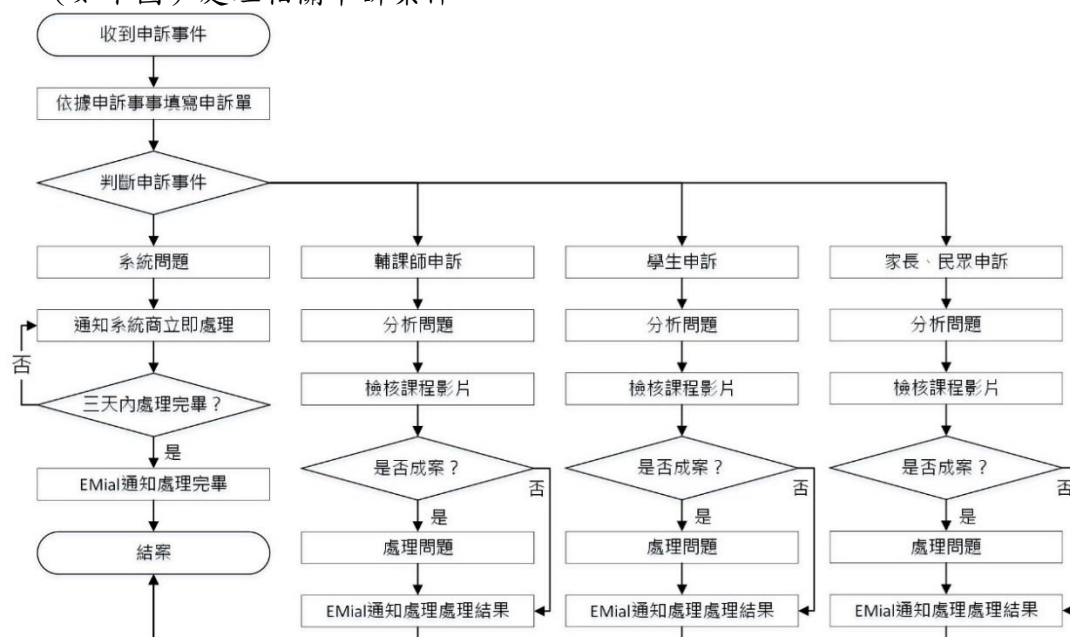 收到申訴事件
依據申訴事事填寫申訴單
判斷申訴事件
系統問題
輔課師申訴
學生申訴
家長、民眾申訴
通知系統商立即處理
分析問題
分析問題
分析問題
否
三天內處理完畢？
檢核課程影片
檢核課程影片
檢核課程影片
是
是否成案？
是否成案？
是否成案？
EMial通知處理完畢
否
否
否
是
是
是
結案
處理問題
處理問題
處理問題
EMial通知處理處理結果
EMial通知處理處理結果
EMial通知處理處理結果